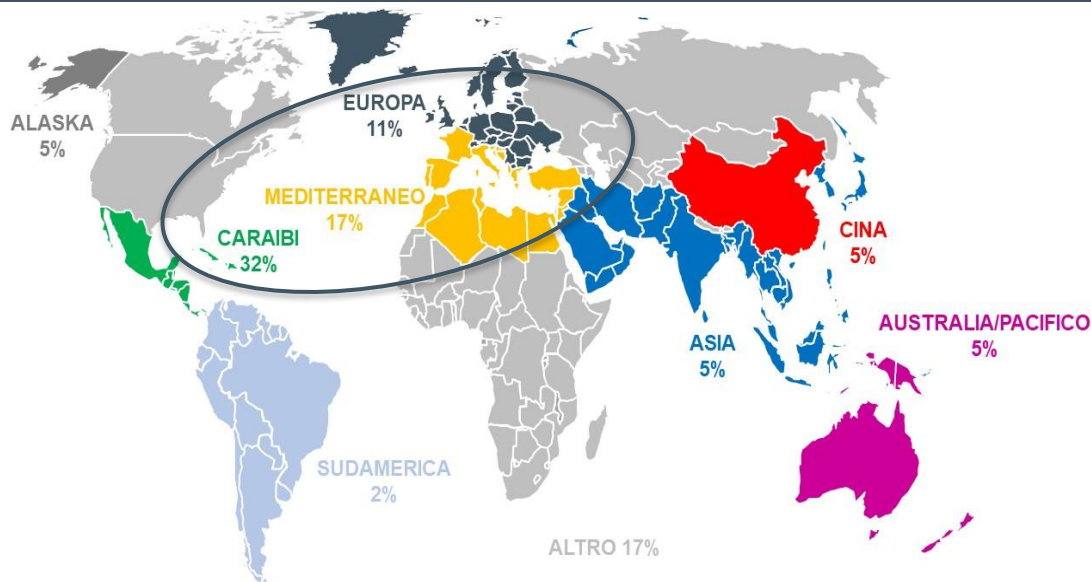 EUROPA
11%
ALASKA
5%
MEDITERRANEO
17%
CARAIBI
32%
CINA
5%
AUSTRALIA/PACIFICO
5%
ASIA
5%
SUDAMERICA
2%
ALTRO 17%